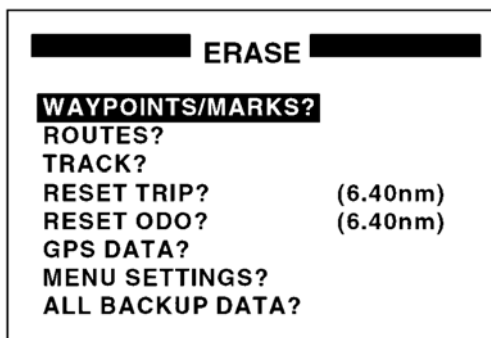 ERASE
WAYPOINTS/MARKS?
ROUTES?
TRACK?
RESET TRIP? (6.40nm)
RESET ODO? (6.40nm)
GPS DATA?
MENU SETTINGS?
ALL BACKUP DATA?